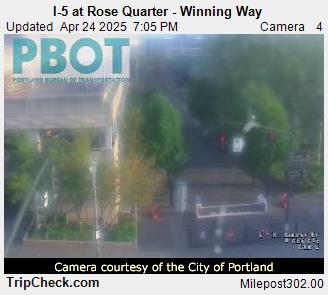 I-5 at Rose Quarter - Winning Way
Updated Apr 24 2025 7:05 PM Camera 4
PBOT
PORTLAND BUREAU OF TRANSPORTATION
Camera courtesy of the City of Portland
TripCheck.com Milepost302.00